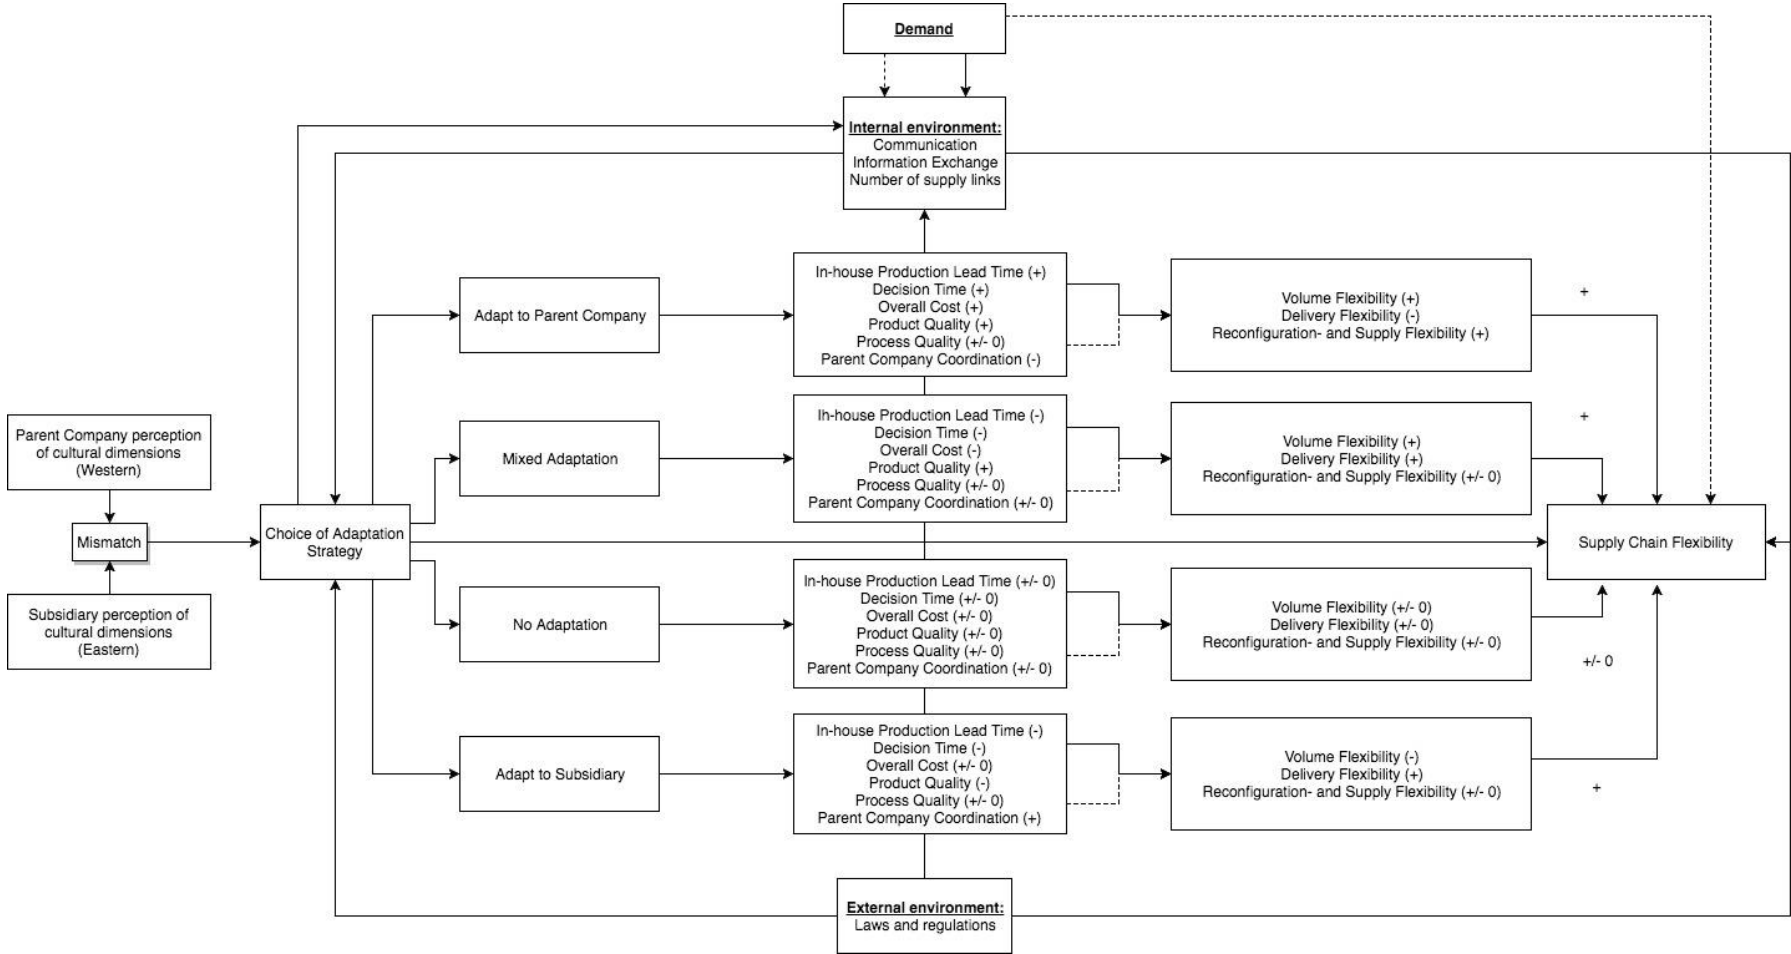 Demand
Internal environment:
Communication
Information Exchange
Number of supply links
In-house Production Lead Time (+)
Decision Time (+)
Overall Cost (+)
Product Quality (+)
Process Quality (+/- 0)
Parent Company Coordination (-)
Volume Flexibility (+)
Delivery Flexibility (-)
Reconfiguration- and Supply Flexibility (+)
+
Adapt to Parent Company
In-house Production Lead Time (-)
Decision Time (-)
Overall Cost (-)
Product Quality (+)
Process Quality (+/- 0)
Parent Company Coordination (+/- 0)
Volume Flexibility (+)
Delivery Flexibility (+)
Reconfiguration- and Supply Flexibility (+/- 0)
+
Mixed Adaptation
Parent Company perception
of cultural dimensions
(Western)
Mismatch
Choice of Adaptation
Strategy
Supply Chain Flexibility
Subsidiary perception of
cultural dimensions
(Eastern)
No Adaptation
In-house Production Lead Time (+/- 0)
Decision Time (+/- 0)
Overall Cost (+/- 0)
Product Quality (+/- 0)
Process Quality (+/- 0)
Parent Company Coordination (+/- 0)
Volume Flexibility (+/- 0)
Delivery Flexibility (+/- 0)
Reconfiguration- and Supply Flexibility (+/- 0)
+/- 0
Adapt to Subsidiary
In-house Production Lead Time (-)
Decision Time (-)
Overall Cost (+/- 0)
Product Quality (-)
Process Quality (+/- 0)
Parent Company Coordination (+)
Volume Flexibility (-)
Delivery Flexibility (+)
Reconfiguration- and Supply Flexibility (+/- 0)
+
External environment:
Laws and regulations